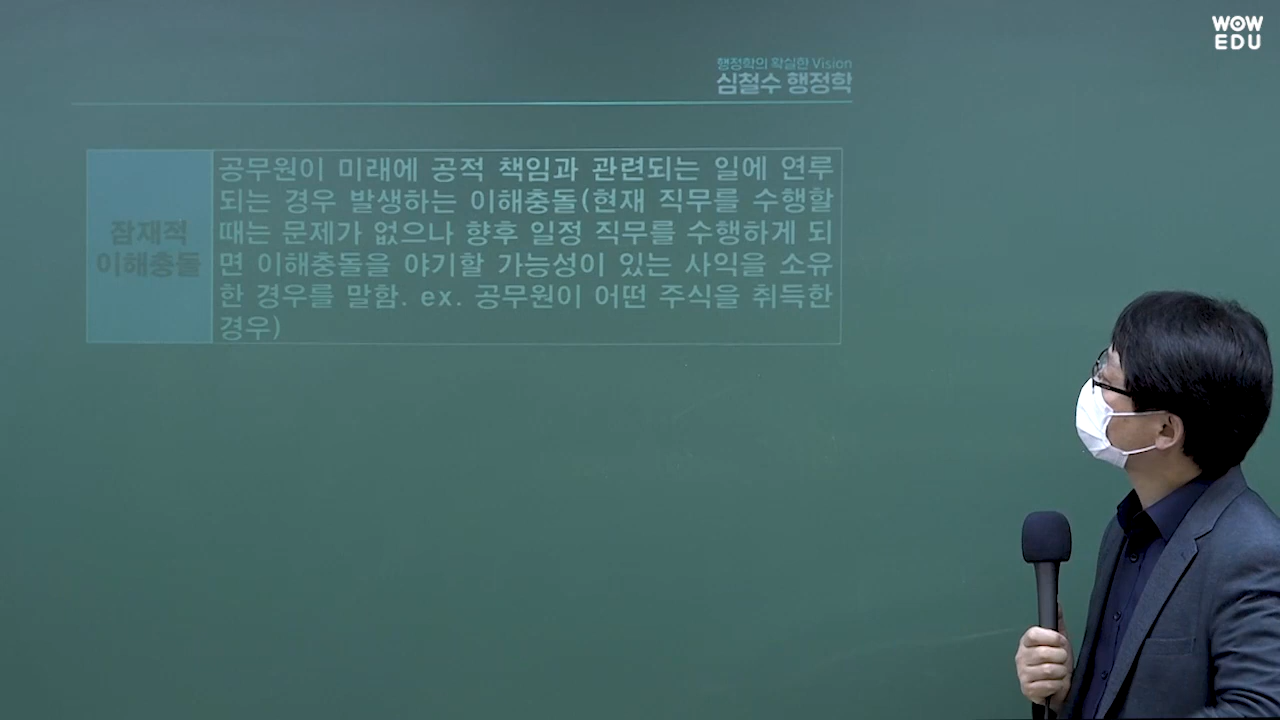 WOW
EDU
행정학의 확실한 Vision
심철수 행정학
잠재적
이해충돌
공무원이 미래에 공적 책임과 관련되는 일에 연루
되는 경우 발생하는 이해충돌(현재 직무를 수행할
때는 문제가 없으나 향후 일정 직무를 수행하게 되
면 이해충돌을 야기할 가능성이 있는 사익을 소유
한 경우를 말함. ex. 공무원이 어떤 주식을 취득한
경우)